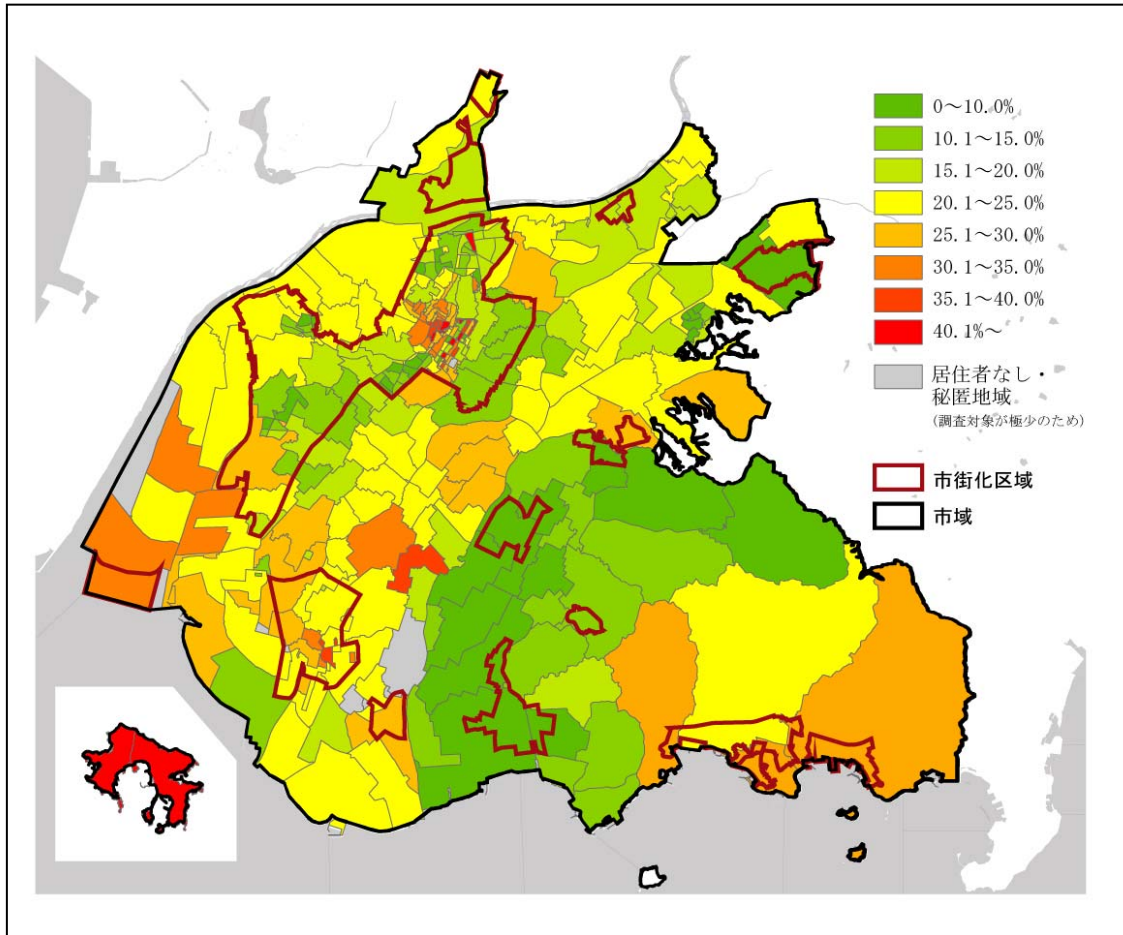 0～10.0%
10.1～15.0%
15.1～20.0%
20.1～25.0%
25.1～30.0%
30.1～35.0%
35.1～40.0%
40.1%～
居住者なし・
秘匿地域
(調査対象が極少のため)
市街化区域
市域